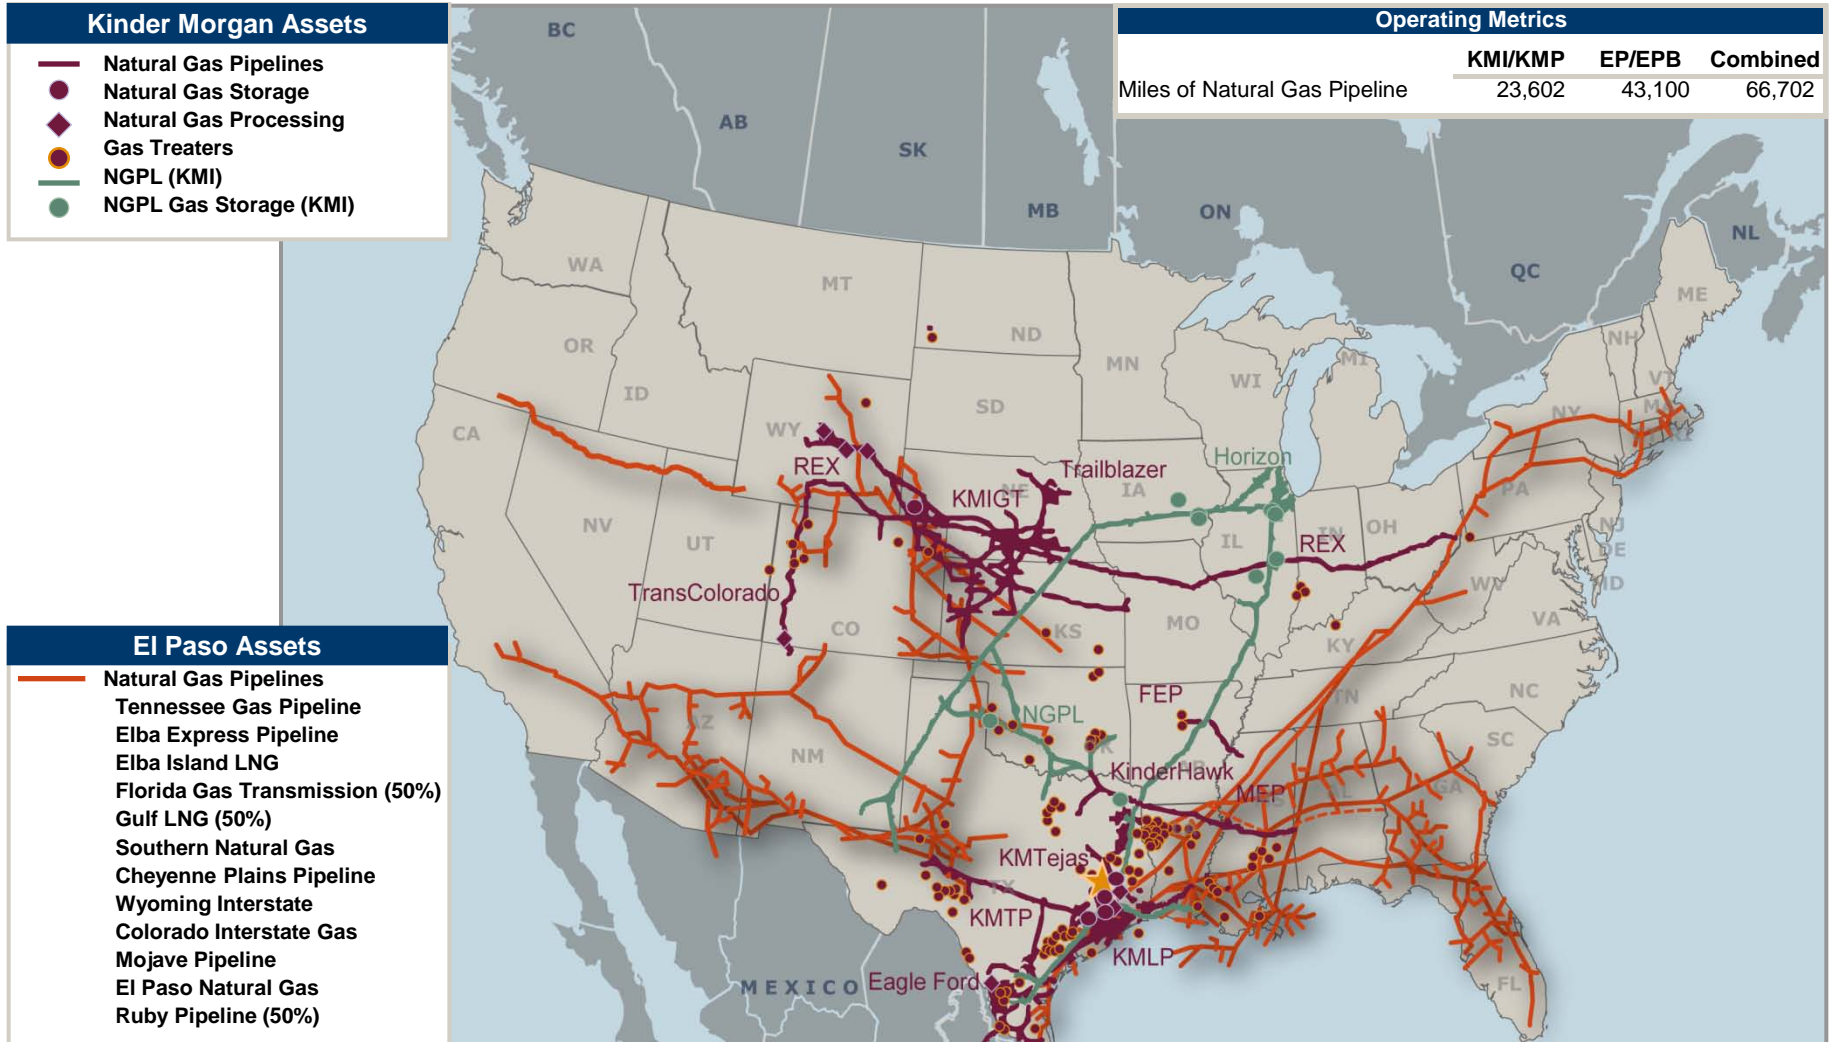 Kinder Morgan Assets
Natural Gas Pipelines
Natural Gas Storage
Natural Gas Processing
Gas Treaters
NGPL (KMI)
NGPL Gas Storage (KMI)
Operating Metrics
KMI/KMP EP/EPB Combined
Miles of Natural Gas Pipeline 23,602 43,100 66,702
BC
AB
SK
MB
ON
QC
NL
WA
MT
ND
MN
ME
OR
ID
SD
WI
MI
NH
VT
CA
WY
NY
MA
RI
REX
Trailblazer
Horizon
NE
KMIGT
IA
PA
NV
UT
IL
IN
OH
REX
NJ
DE
MD
TransColorado
CO
KS
MO
WV
VA
KY
El Paso Assets
Natural Gas Pipelines
Tennessee Gas Pipeline
Elba Express Pipeline
Elba Island LNG
Florida Gas Transmission (50%)
Gulf LNG (50%)
Southern Natural Gas
Cheyenne Plains Pipeline
Wyoming Interstate
Colorado Interstate Gas
Mojave Pipeline
El Paso Natural Gas
Ruby Pipeline (50%)
AZ
NM
NGPL
FEP
TN
NC
SC
KinderHawk
AR
MEP
AL
GA
KMTejas
TX
KMTP
KMLP
Eagle Ford
MEXICO
FL